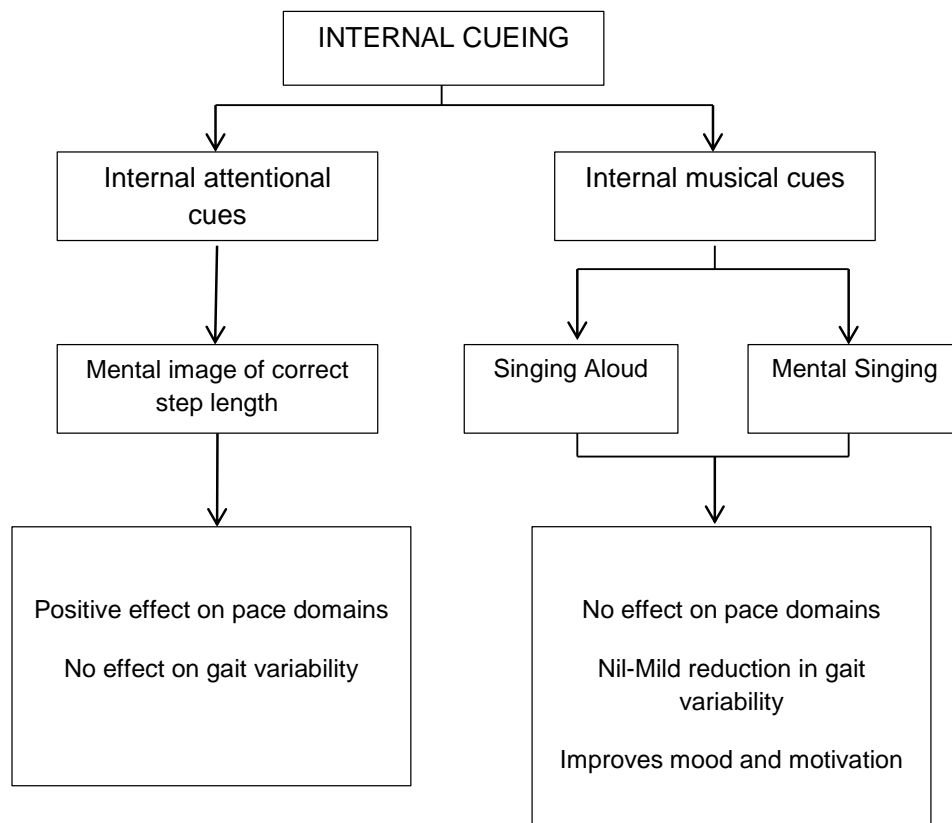 INTERNAL CUEING
Internal attentional
cues
Internal musical cues
Mental image of correct
step length
Singing Aloud
Mental Singing
Positive effect on pace domains
No effect on gait variability
No effect on pace domains
Nil-Mild reduction in gait
variability
Improves mood and motivation